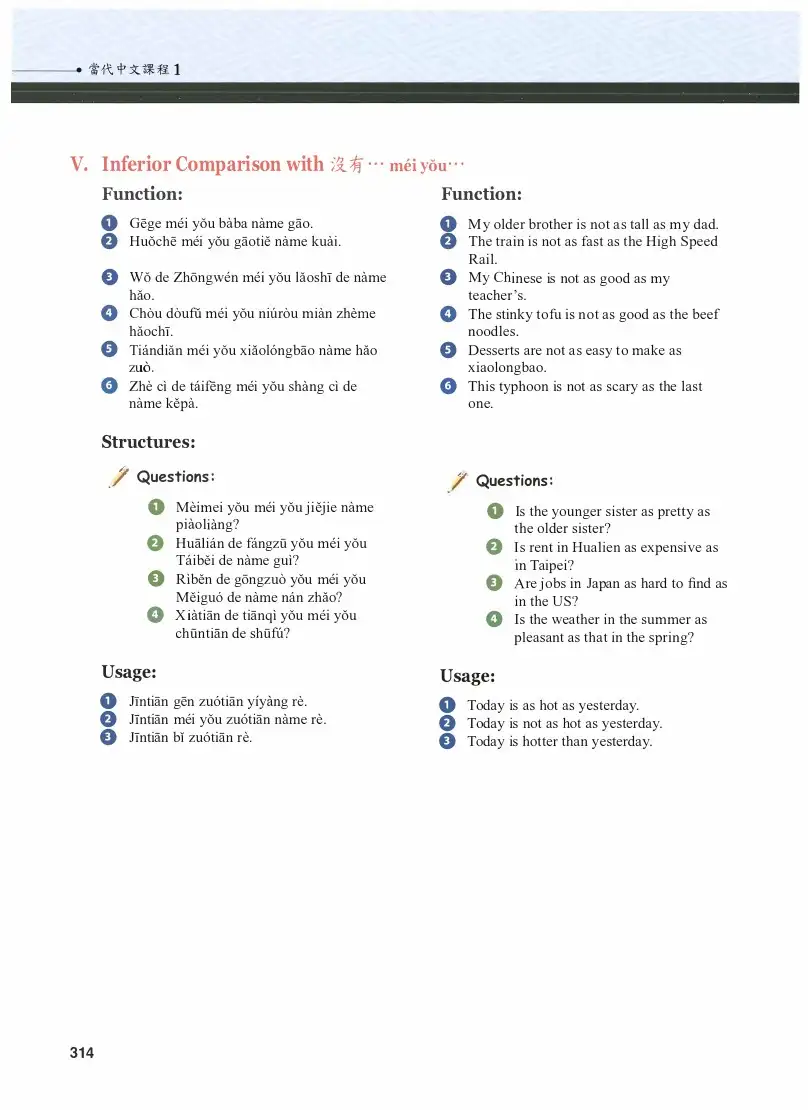 當代中文課程 1
V. Inferior Comparison with 沒有⋯ méi yǒu⋯
Function:
1 Gēge méi yǒu bàba nàme gāo.
2 Huǒchē méi yǒu gāotiě nàme kuài.
3 Wǒ de Zhōngwén méi yǒu lǎoshī de nàme
hǎo.
4 Chòu dòufǔ méi yǒu niúròu miàn zhème
hǎochī.
5 Tiándiǎn méi yǒu xiǎolóngbāo nàme hǎo
zuò.
6 Zhè cì de táifēng méi yǒu shàng cì de
nàme kěpà.
Function:
1 My older brother is not as tall as my dad.
2 The train is not as fast as the High Speed
Rail.
3 My Chinese is not as good as my
teacher's.
4 The stinky tofu is not as good as the beef
noodles.
5 Desserts are not as easy to make as
xiaolongbao.
6 This typhoon is not as scary as the last
one.
Structures:
Questions:
1 Mèimei yǒu méi yǒu jiějie nàme
piàoliàng?
2 Huālián de fángzū yǒu méi yǒu
Táiběi de nàme guì?
3 Rìběn de gōngzuò yǒu méi yǒu
Měiguó de nàme nán zhǎo?
4 Xiàtiān de tiānqì yǒu méi yǒu
chūntiān de shūfú?
Questions:
1 Is the younger sister as pretty as
the older sister?
2 Is rent in Hualien as expensive as
in Taipei?
3 Are jobs in Japan as hard to find as
in the US?
4 Is the weather in the summer as
pleasant as that in the spring?
Usage:
1 Jīntiān gēn zuótiān yíyàng rè.
2 Jīntiān méi yǒu zuótiān nàme rè.
3 Jīntiān bǐ zuótiān rè.
Usage:
1 Today is as hot as yesterday.
2 Today is not as hot as yesterday.
3 Today is hotter than yesterday.
314